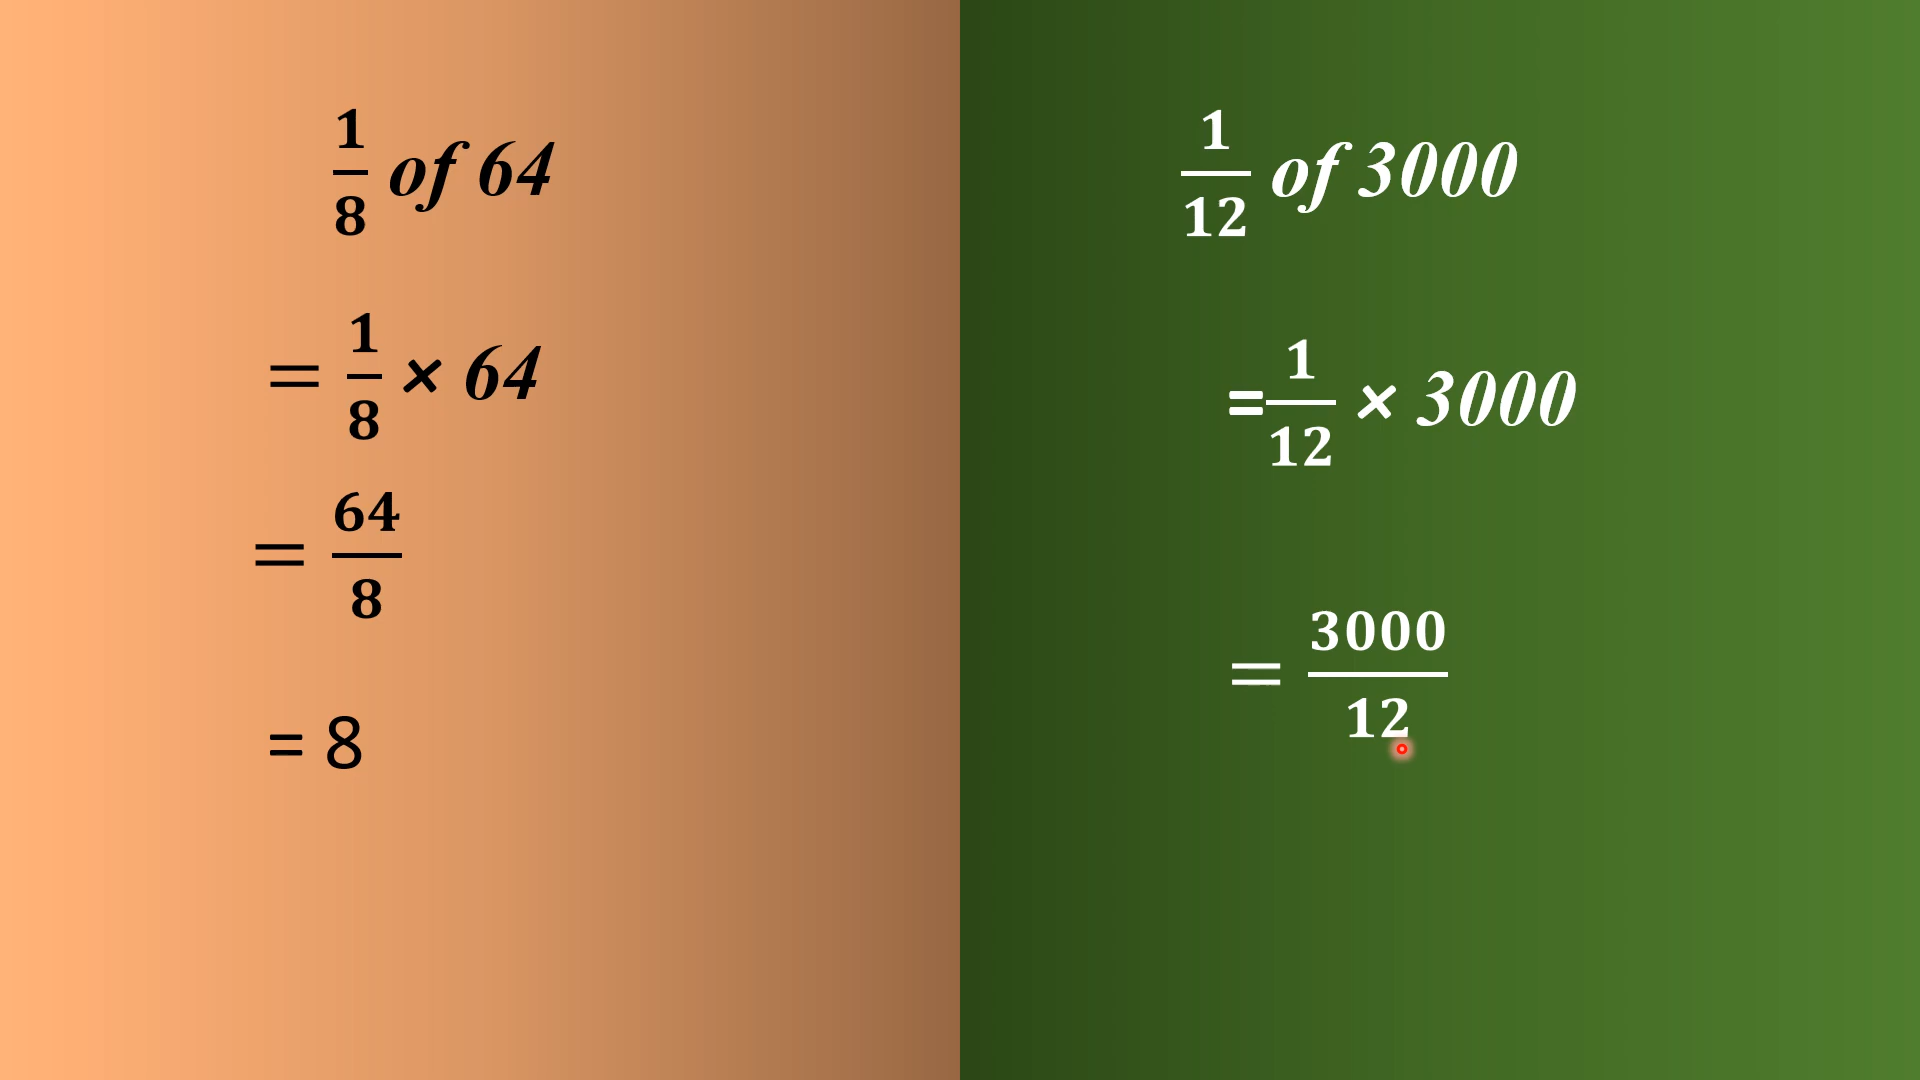 1/8 of 64
= 1/8 × 64
= 64/8
= 8
1/12 of 3000
=1/12 × 3000
= 3000/12